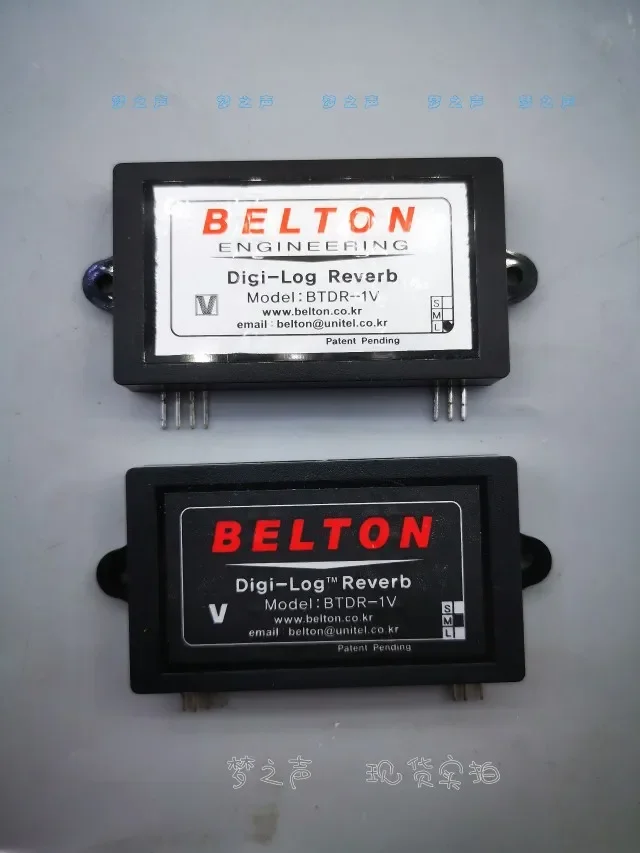 梦之声 梦之声 梦之声 梦之声 梦之声
BELTON
ENGINEERING
Digi-Log Reverb
Model:BTDR--1V
V
www.belton.co.kr
email:belton@unitel.co.kr
S
M
L
Patent Pending
BELTON
Digi-Log™ Reverb
Model:BTDR-1V
V
www.belton.co.kr
email belton@unitel.co.kr
S
M
L
Patent Pending
梦之声 现货实拍